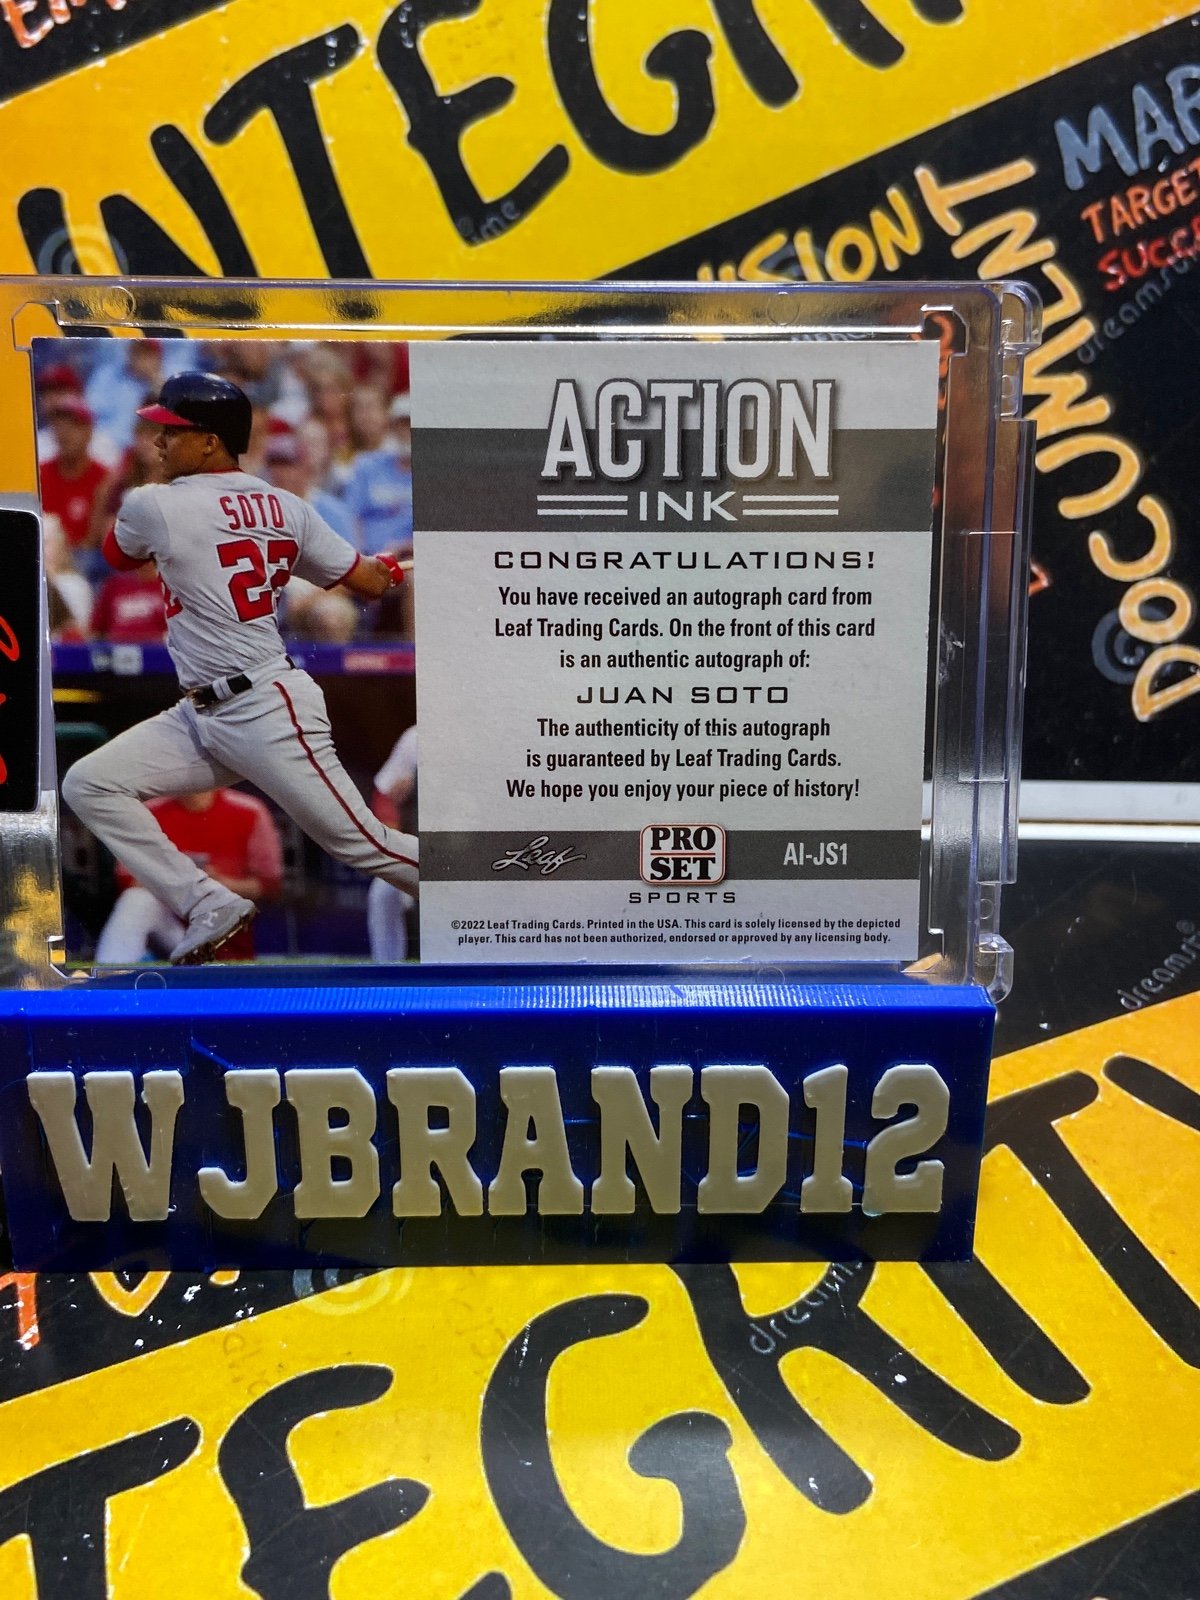 INTEGRITY
MAR
TARGET
DOCUMENT
dreams
SOTO
22
ACTION
INK
CONGRATULATIONS!
You have received an autograph card from
Leaf Trading Cards. On the front of this card
is an authentic autograph of:
JUAN SOTO
The authenticity of this autograph
is guaranteed by Leaf Trading Cards.
We hope you enjoy your piece of history!
Leaf
PRO
SET
SPORTS
AI-JS1
©2022 Leaf Trading Cards. Printed in the USA. This card is solely licensed by the depicted
player. This card has not been authorized, endorsed or approved by any licensing body.
dreams
WJBRAND12
INTEGRITY